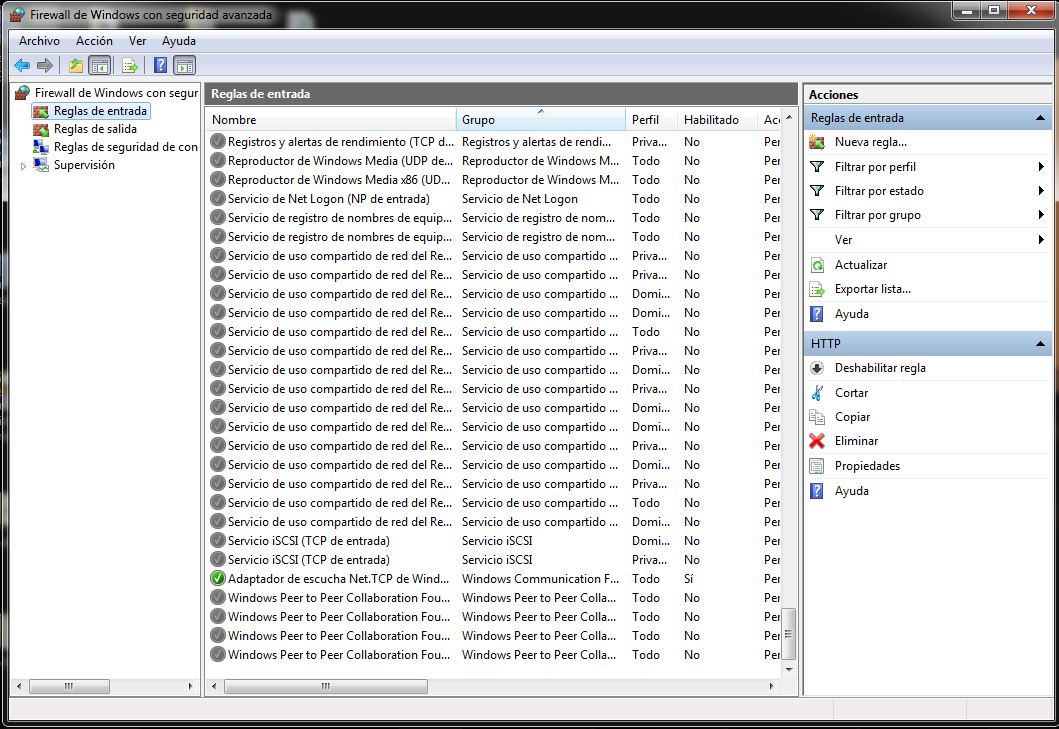 Firewall de Windows con seguridad avanzada
Archivo Acción Ver Ayuda
Firewall de Windows con segur
Reglas de entrada
Reglas de salida
Reglas de seguridad de con
Supervisión
Reglas de entrada
Nombre Grupo Perfil Habilitado Acc
Registros y alertas de rendimiento (TCP d... Registros y alertas de rendi... Priva... No Per
Reproductor de Windows Media (UDP de... Reproductor de Windows M... Todo No Per
Reproductor de Windows Media x86 (UD... Reproductor de Windows M... Todo No Per
Servicio de Net Logon (NP de entrada) Servicio de Net Logon Todo No Per
Servicio de registro de nombres de equip... Servicio de registro de nom... Todo No Per
Servicio de registro de nombres de equip... Servicio de registro de nom... Todo No Per
Servicio de uso compartido de red del Re... Servicio de uso compartido ... Priva... No Per
Servicio de uso compartido de red del Re... Servicio de uso compartido ... Priva... No Per
Servicio de uso compartido de red del Re... Servicio de uso compartido ... Domi... No Per
Servicio de uso compartido de red del Re... Servicio de uso compartido ... Domi... No Per
Servicio de uso compartido de red del Re... Servicio de uso compartido ... Todo No Per
Servicio de uso compartido de red del Re... Servicio de uso compartido ... Priva... No Per
Servicio de uso compartido de red del Re... Servicio de uso compartido ... Domi... No Per
Servicio de uso compartido de red del Re... Servicio de uso compartido ... Priva... No Per
Servicio de uso compartido de red del Re... Servicio de uso compartido ... Domi... No Per
Servicio de uso compartido de red del Re... Servicio de uso compartido ... Domi... No Per
Servicio de uso compartido de red del Re... Servicio de uso compartido ... Priva... No Per
Servicio de uso compartido de red del Re... Servicio de uso compartido ... Domi... No Per
Servicio de uso compartido de red del Re... Servicio de uso compartido ... Priva... No Per
Servicio de uso compartido de red del Re... Servicio de uso compartido ... Todo No Per
Servicio de uso compartido de red del Re... Servicio de uso compartido ... Domi... No Per
Servicio iSCSI (TCP de entrada) Servicio iSCSI Domi... No Per
Servicio iSCSI (TCP de entrada) Servicio iSCSI Priva... No Per
Adaptador de escucha Net.TCP de Wind... Windows Communication F... Todo Sí Per
Windows Peer to Peer Collaboration Fou... Windows Peer to Peer Colla... Todo No Per
Windows Peer to Peer Collaboration Fou... Windows Peer to Peer Colla... Todo No Per
Windows Peer to Peer Collaboration Fou... Windows Peer to Peer Colla... Todo No Per
Windows Peer to Peer Collaboration Fou... Windows Peer to Peer Colla... Todo No Per
Acciones
Reglas de entrada
Nueva regla...
Filtrar por perfil
Filtrar por estado
Filtrar por grupo
Ver
Actualizar
Exportar lista...
Ayuda
HTTP
Deshabilitar regla
Cortar
Copiar
Eliminar
Propiedades
Ayuda